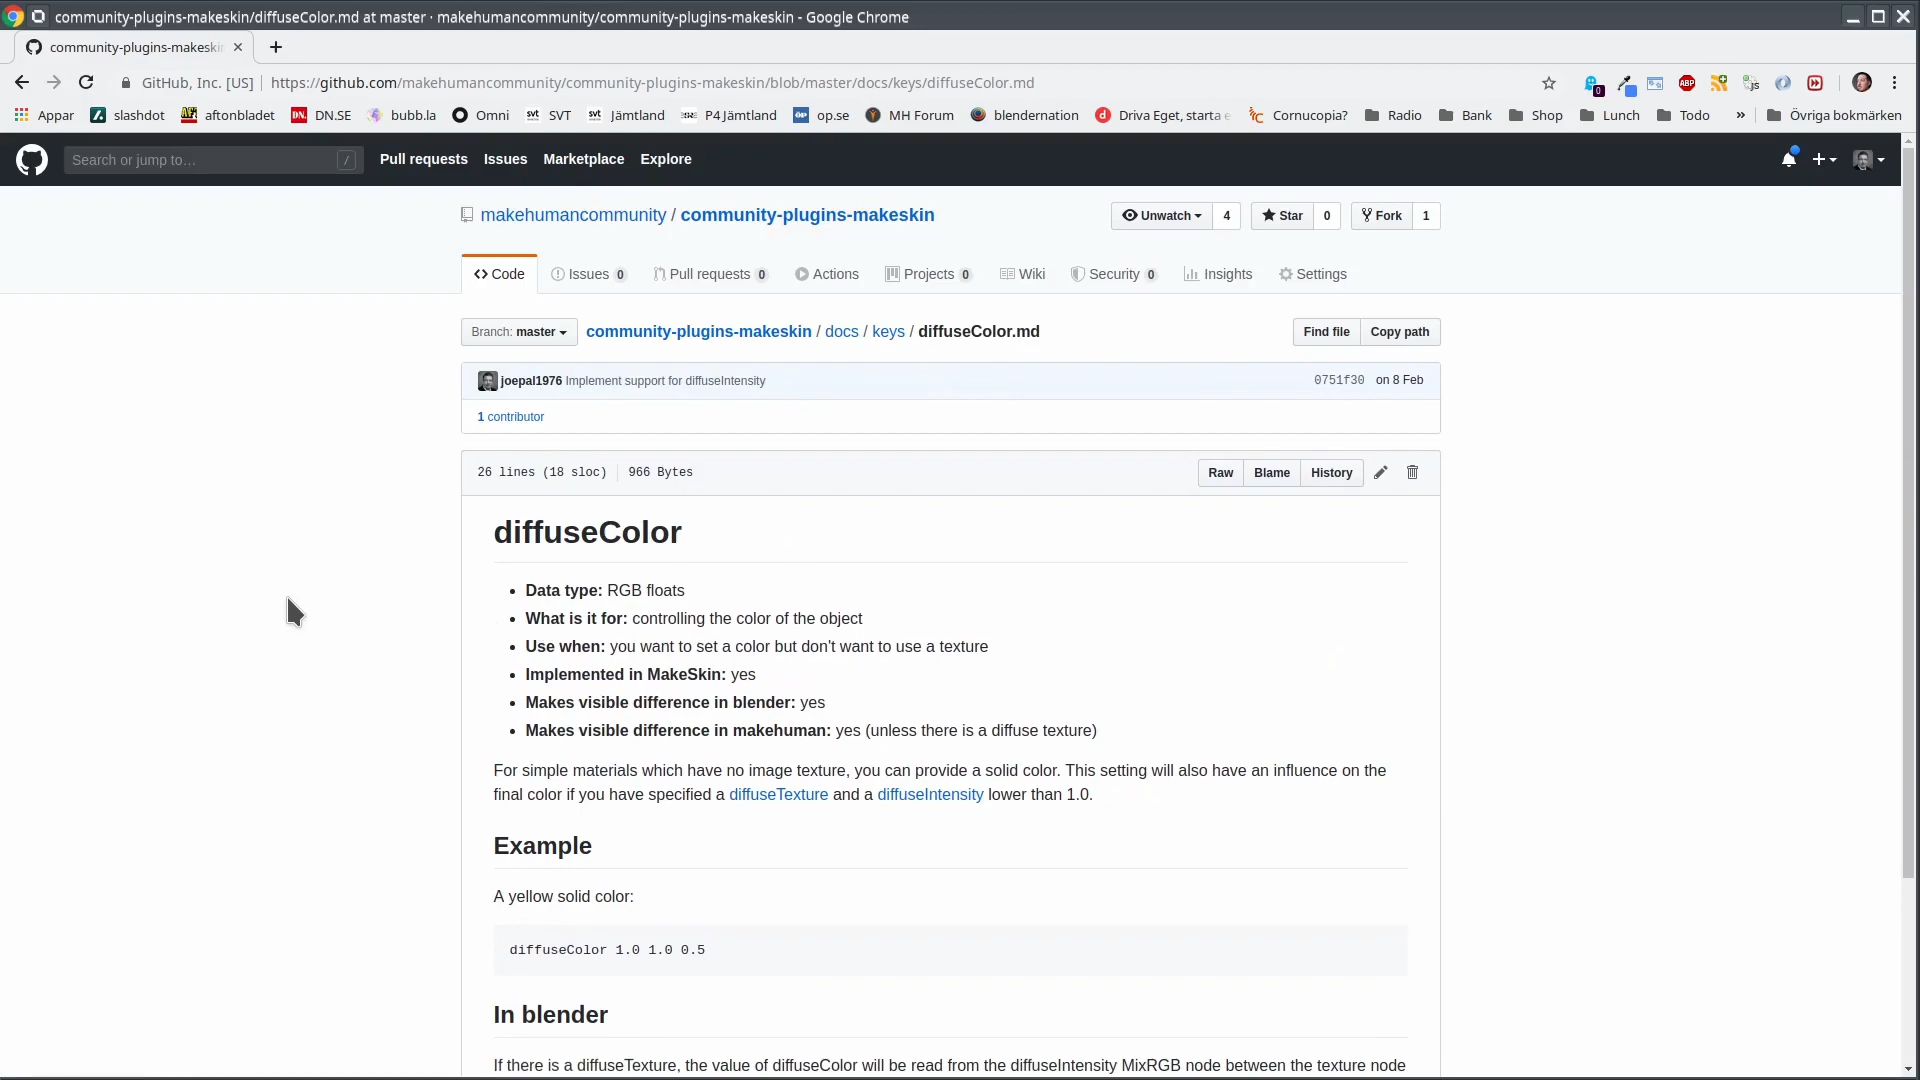 community-plugins-makeskin/diffuseColor.md at master · makehumancommunity/community-plugins-makeskin - Google Chrome
community-plugins-makeskin
GitHub, Inc. [US] https://github.com/makehumancommunity/community-plugins-makeskin/blob/master/docs/keys/diffuseColor.md
0 ABP JS
Appar slashdot aftonbladet DN.SE bubb.la Omni SVT Jämtland P4 Jämtland op.se MH Forum blendernation Driva Eget, starta e Cornucopia? Radio Bank Shop Lunch Todo » Övriga bokmärken
Search or jump to… / Pull requests Issues Marketplace Explore
makehumancommunity / community-plugins-makeskin Unwatch 4 Star 0 Fork 1
Code Issues 0 Pull requests 0 Actions Projects 0 Wiki Security 0 Insights Settings
Branch: master community-plugins-makeskin / docs / keys / diffuseColor.md Find file Copy path
joepal1976 Implement support for diffuseIntensity 0751f30 on 8 Feb
1 contributor
26 lines (18 sloc) 966 Bytes Raw Blame History
diffuseColor
• Data type: RGB floats
• What is it for: controlling the color of the object
• Use when: you want to set a color but don't want to use a texture
• Implemented in MakeSkin: yes
• Makes visible difference in blender: yes
• Makes visible difference in makehuman: yes (unless there is a diffuse texture)
For simple materials which have no image texture, you can provide a solid color. This setting will also have an influence on the
final color if you have specified a diffuseTexture and a diffuseIntensity lower than 1.0.
Example
A yellow solid color:
diffuseColor 1.0 1.0 0.5
In blender
If there is a diffuseTexture, the value of diffuseColor will be read from the diffuseIntensity MixRGB node between the texture node